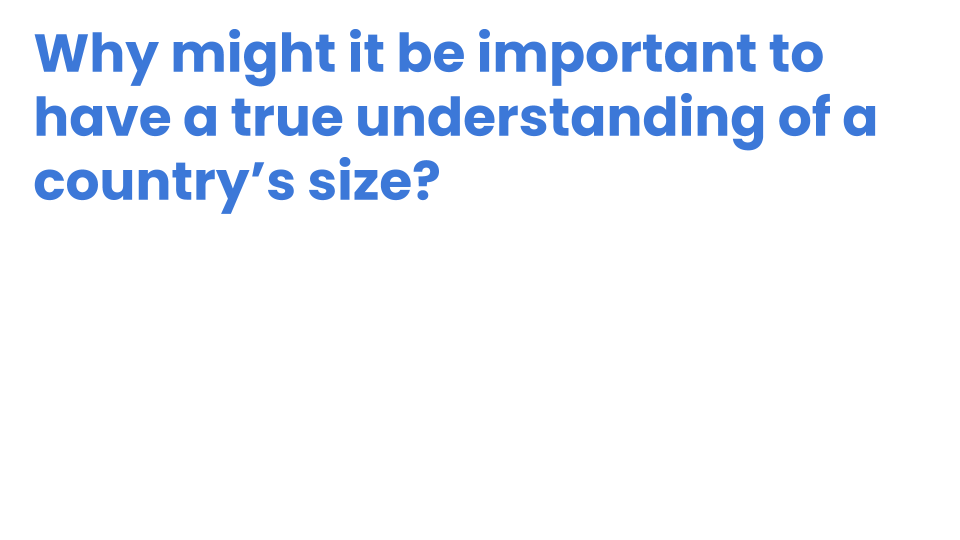 Why might it be important to
have a true understanding of a
country’s size?